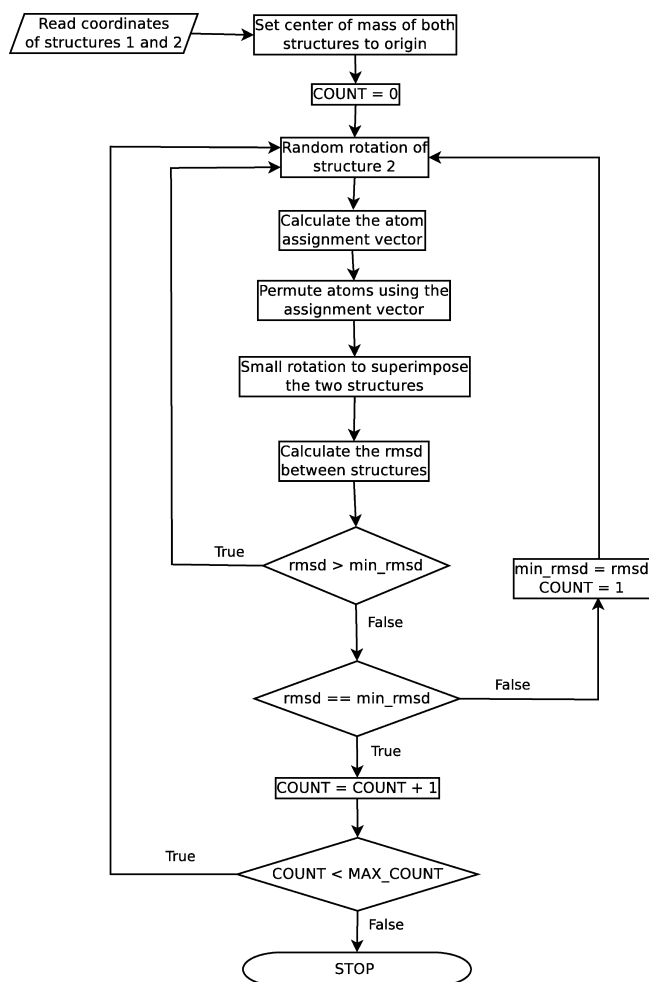 Read coordinates
of structures 1 and 2
Set center of mass of both
structures to origin
COUNT = 0
Random rotation of
structure 2
Calculate the atom
assignment vector
Permute atoms using the
assignment vector
Small rotation to superimpose
the two structures
Calculate the rmsd
between structures
True
rmsd > min_rmsd
min_rmsd = rmsd
COUNT = 1
False
rmsd == min_rmsd
False
True
COUNT = COUNT + 1
True
COUNT < MAX_COUNT
False
STOP